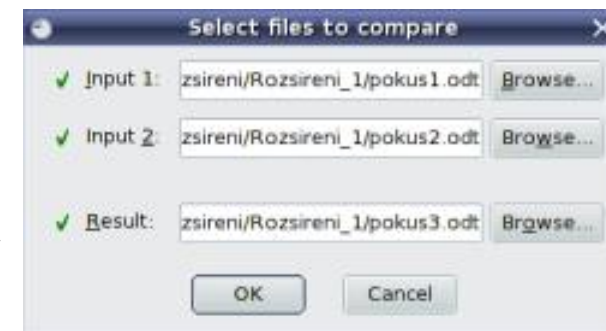 Select files to compare
Input 1: zsireni/Rozsireni_1/pokus1.odt Browse...
Input 2: zsireni/Rozsireni_1/pokus2.odt Browse...
Result: zsireni/Rozsireni_1/pokus3.odt Browse...
OK Cancel